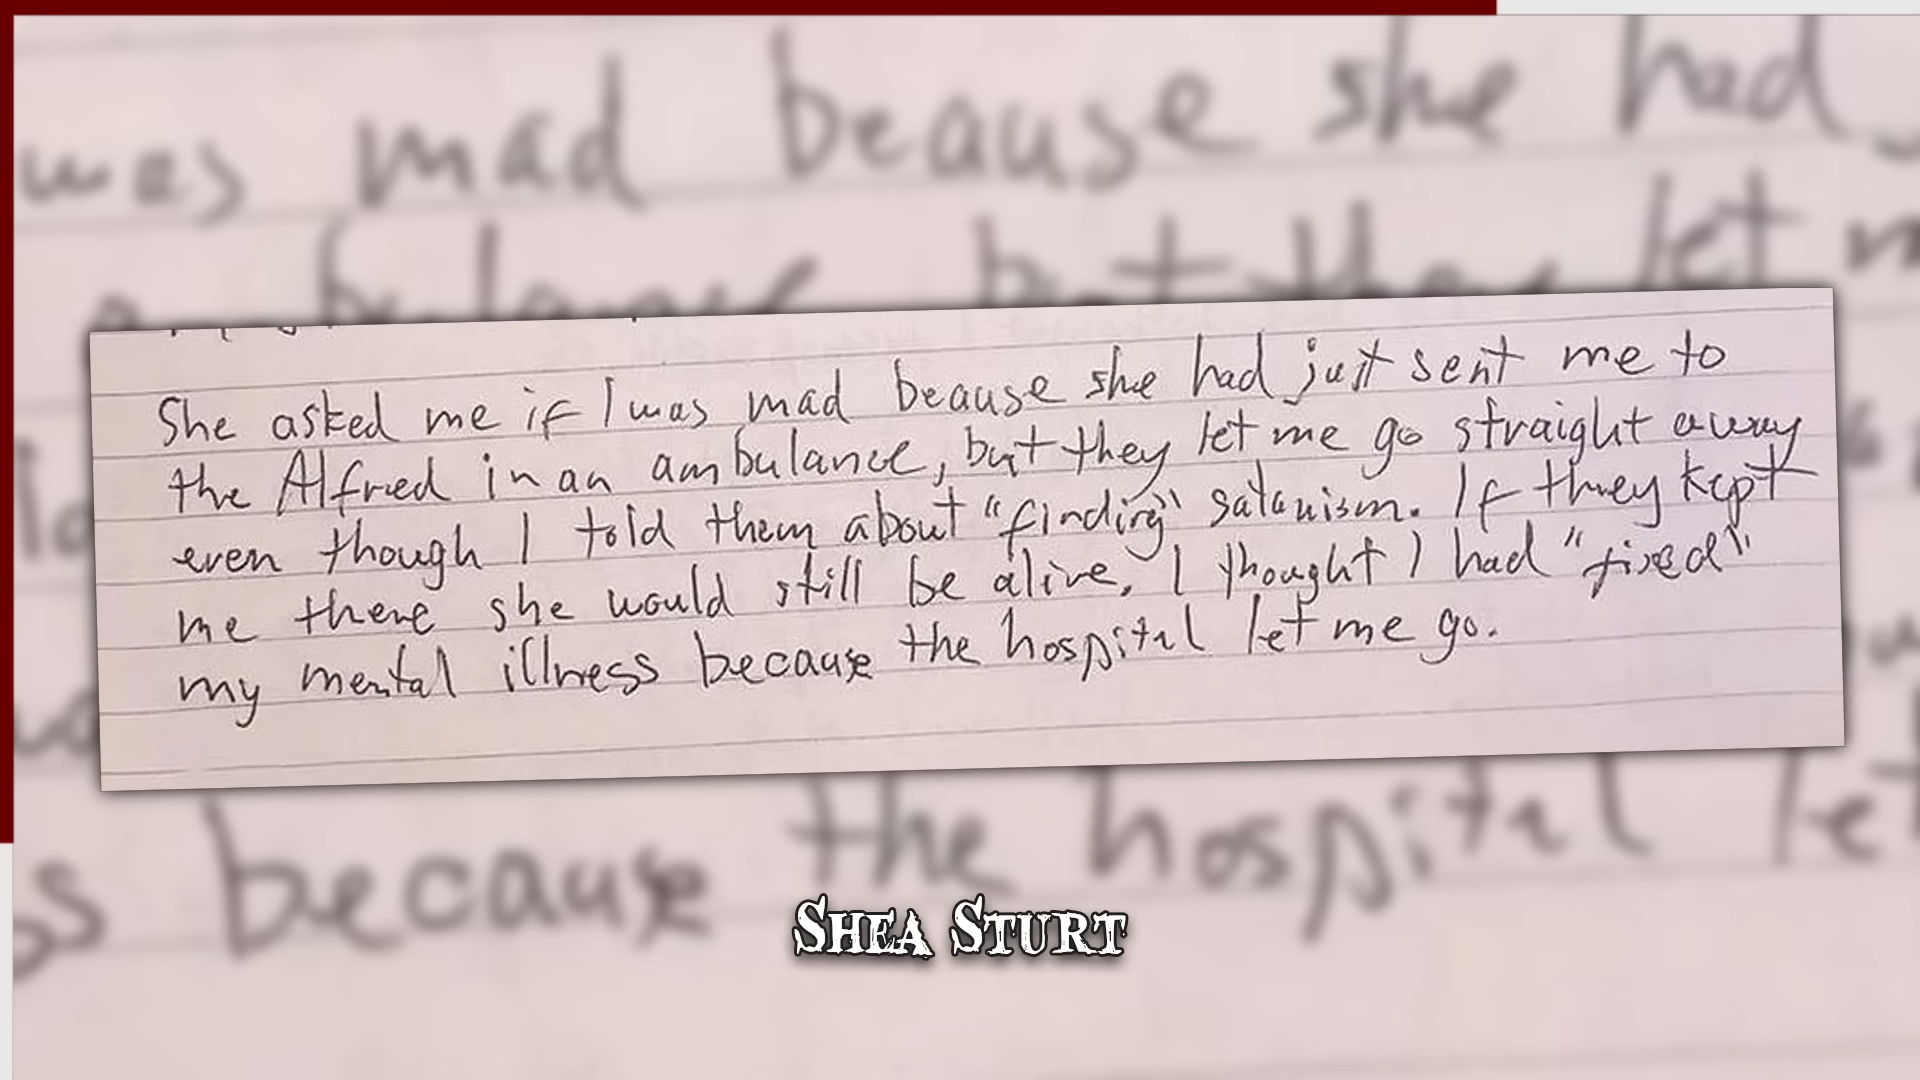 She asked me if I was mad beause she had just sent me to
the Alfred in an ambulance, but they let me go straight away
even though I told them about "finding" satanism. If they kept
me there she would still be alive. I thought I had "fixed"
my mental illness because the hospital let me go.
SHEA STURT